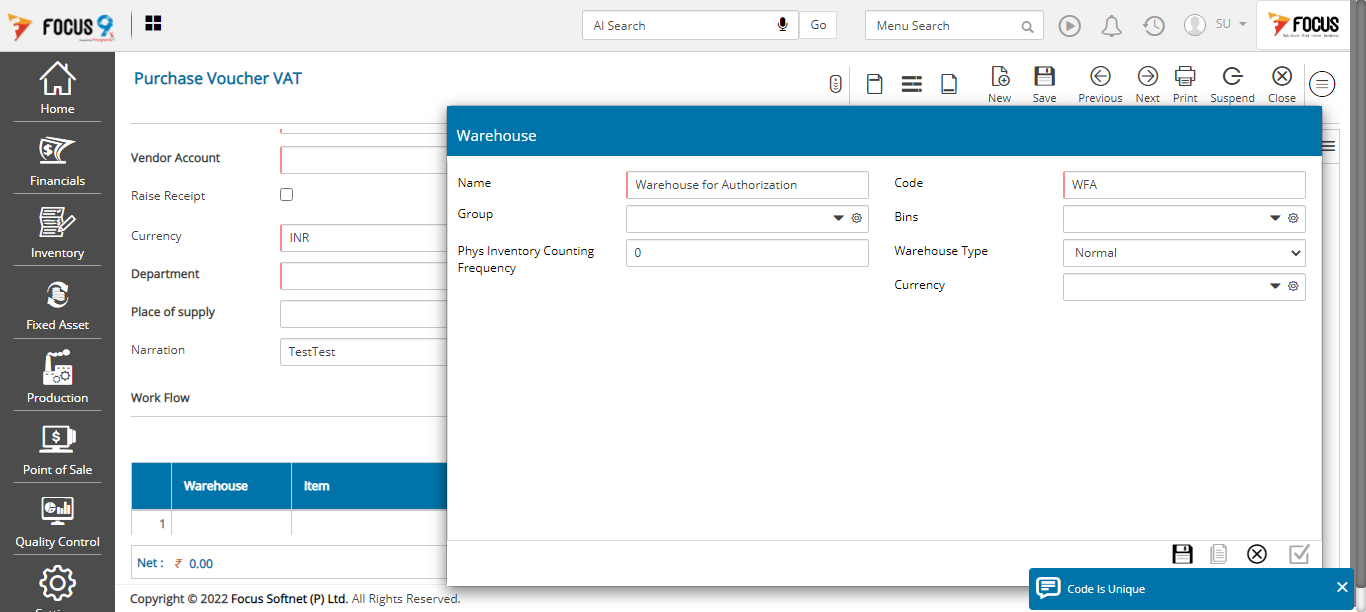 FOCUS 9
AI Search
Go
Menu Search
SU
FOCUS
Home
Financials
Inventory
Fixed Asset
Production
Point of Sale
Quality Control
Purchase Voucher VAT
New
Save
Previous
Next
Print
Suspend
Close
Vendor Account
Raise Receipt
Currency
INR
Department
Place of supply
Narration
TestTest
Work Flow
Warehouse
Item
1
Net : ₹ 0.00
Copyright © 2022 Focus Softnet (P) Ltd. All Rights Reserved.
Warehouse
Name
Warehouse for Authorization
Code
WFA
Group
Bins
Phys Inventory Counting
Frequency
0
Warehouse Type
Normal
Currency
Code Is Unique